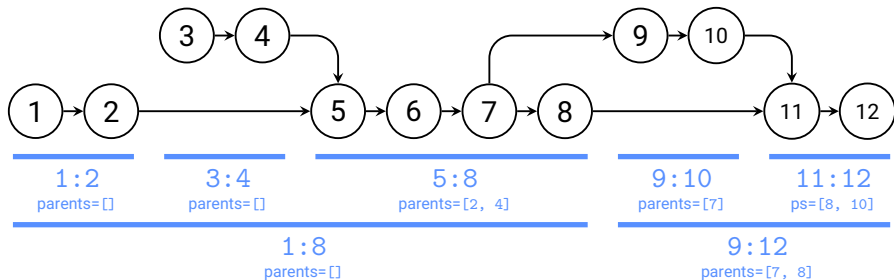 3 4 9 10
1 2 5 6 7 8 11 12
1:2 3:4 5:8 9:10 11:12
parents=[] parents=[] parents=[2, 4] parents=[7] ps=[8, 10]
1:8 9:12
parents=[] parents=[7, 8]